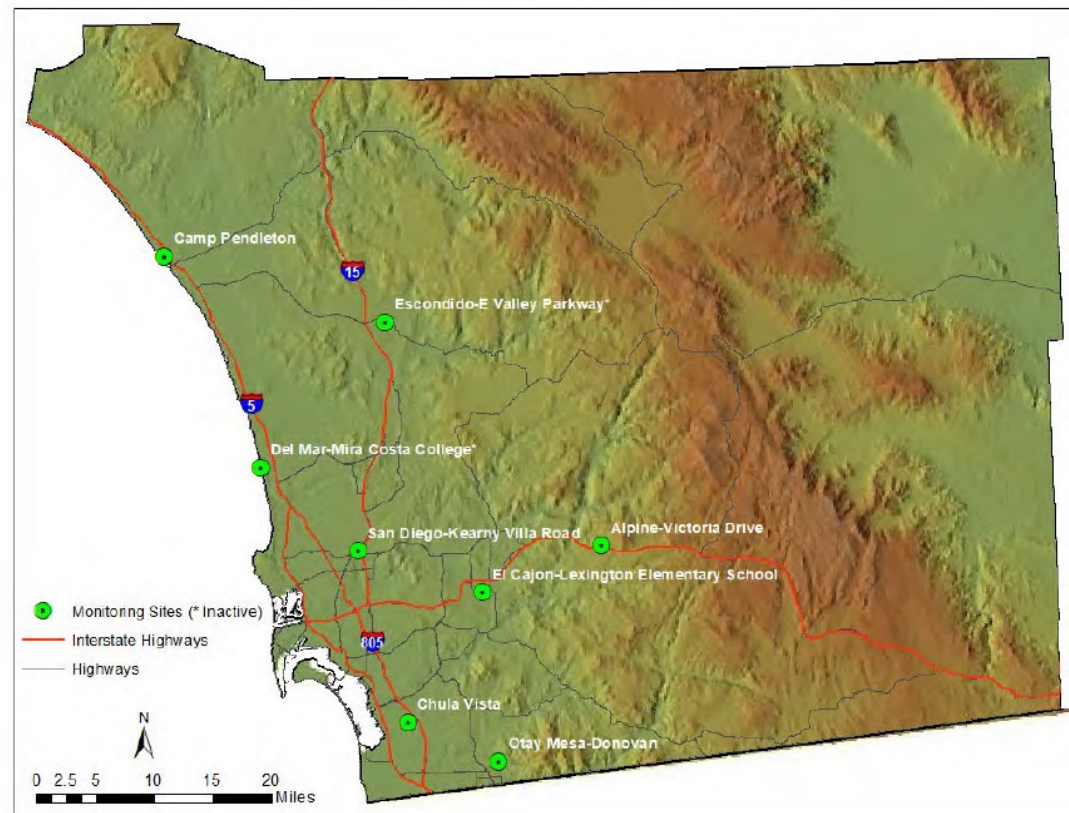 Camp Pendleton
15
Escondido-E Valley Parkway*
5
Del Mar-Mira Costa College*
San Diego-Kearny Villa Road
Alpine-Victoria Drive
El Cajon-Lexington Elementary School
Monitoring Sites (* Inactive)
Interstate Highways
805
Highways
Chula Vista
N
Otay Mesa-Donovan
0 2.5 5 10 15 20
Miles